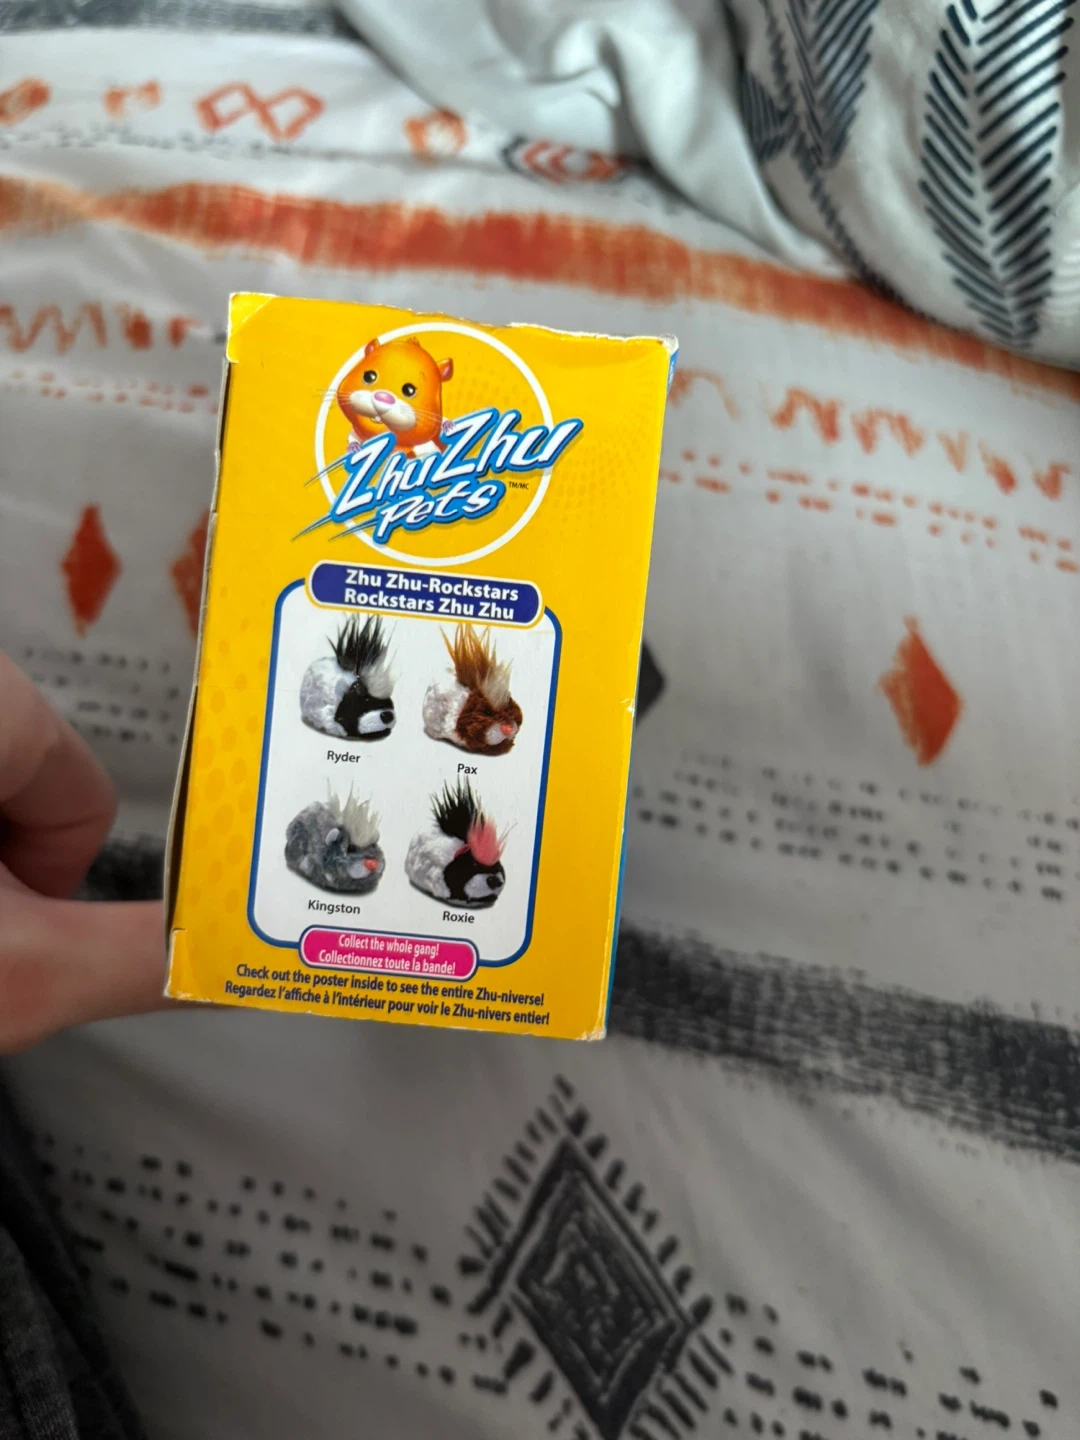 ZhuZhu
Pets
TM/MC
Zhu Zhu-Rockstars
Rockstars Zhu Zhu
Ryder
Pax
Kingston
Roxie
Collect the whole gang!
Collectionnez toute la bande!
Check out the poster inside to see the entire Zhu-niverse!
Regardez l'affiche à l'intérieur pour voir le Zhu-nivers entier!